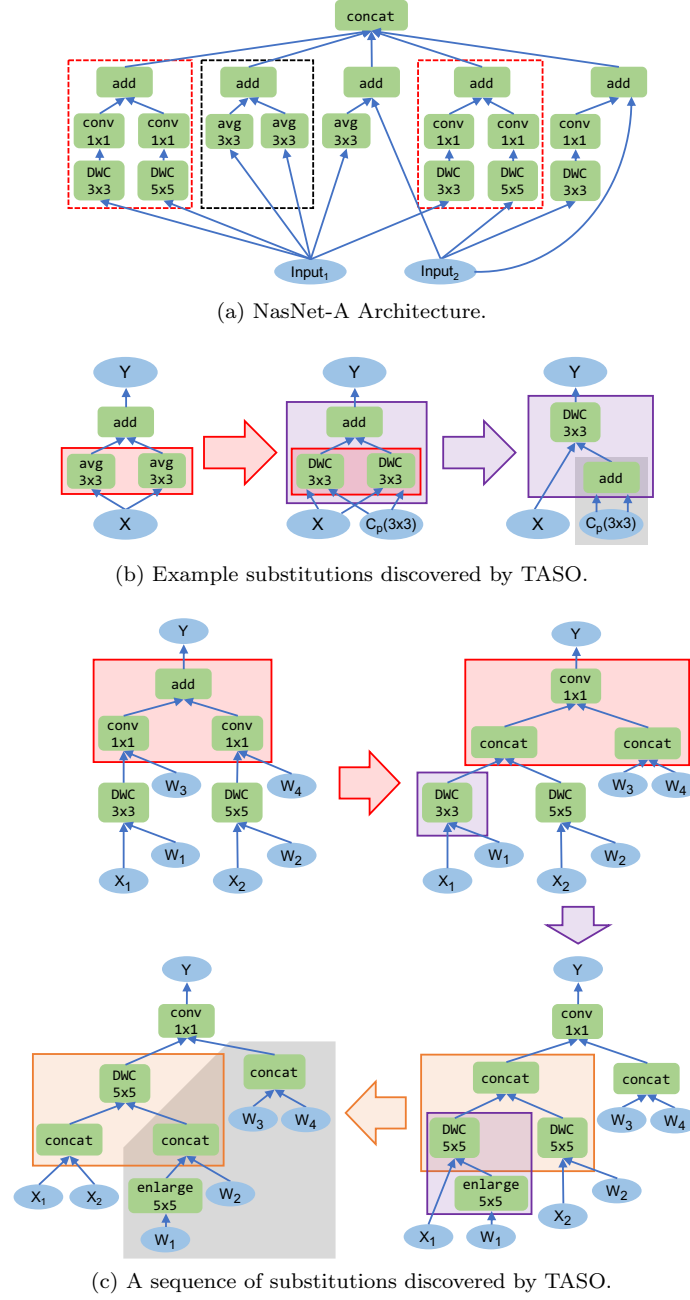 concat
add add add add add
conv 1x1 conv 1x1 avg 3x3 avg 3x3 avg 3x3 conv 1x1 conv 1x1 conv 1x1
DWC 3x3 DWC 5x5 DWC 3x3 DWC 5x5 DWC 3x3
Input1 Input2
(a) NasNet-A Architecture.
Y Y Y
add add DWC 3x3
avg 3x3 avg 3x3 DWC 3x3 DWC 3x3 add
X X Cp(3x3) X Cp(3x3)
(b) Example substitutions discovered by TASO.
Y Y
add conv 1x1
conv 1x1 conv 1x1 concat concat
W3 W4 W3 W4
DWC 3x3 DWC 5x5 DWC 3x3 DWC 5x5
W1 W2 W1 W2
X1 X2 X1 X2
Y Y
conv 1x1 conv 1x1
DWC 5x5 concat concat concat
W3 W4 W3 W4
concat concat DWC 5x5 DWC 5x5
X1 X2 enlarge 5x5 W2 enlarge 5x5 W2
W1 X1 W1 X2
(c) A sequence of substitutions discovered by TASO.